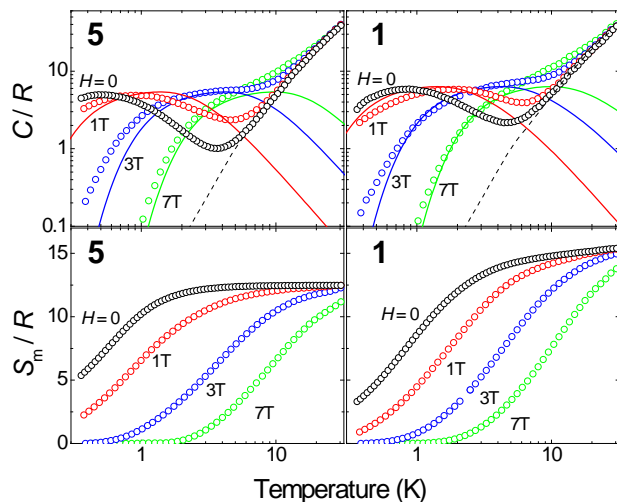 5
1
C / R
10
1
0.1
H = 0
1T
3T
7T
H = 0
1T
3T
7T
5
1
S_m / R
15
10
5
0
H = 0
1T
3T
7T
H = 0
1T
3T
7T
1
10
1
10
Temperature (K)